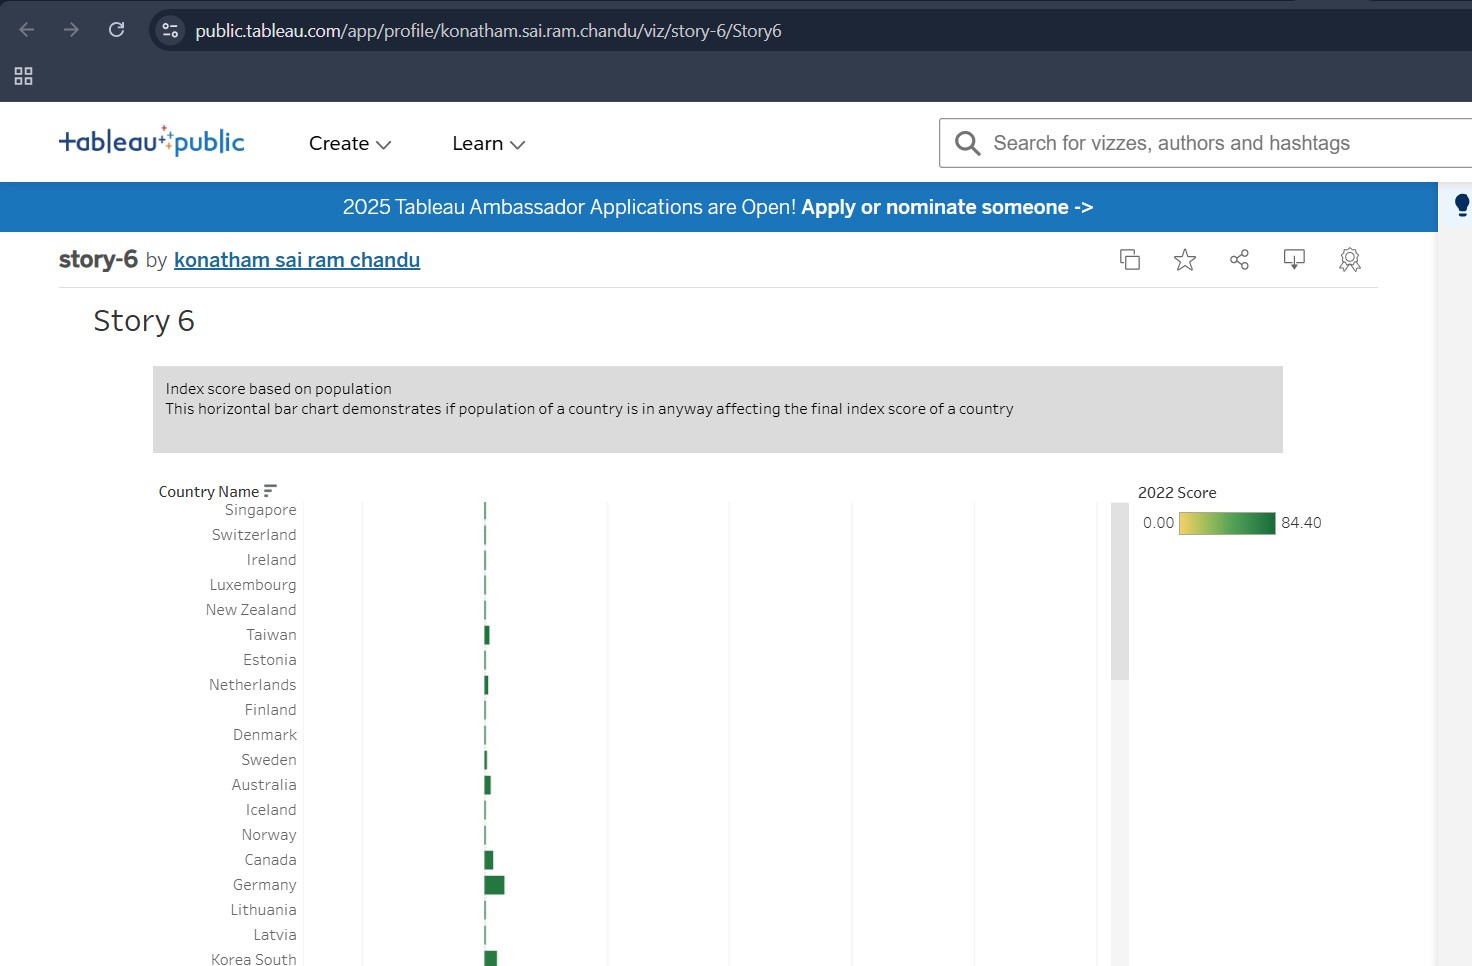 public.tableau.com/app/profile/konatham.sai.ram.chandu/viz/story-6/Story6
tableau public
Create
Learn
Search for vizzes, authors and hashtags
2025 Tableau Ambassador Applications are Open! Apply or nominate someone ->
story-6 by konatham sai ram chandu
Story 6
Index score based on population
This horizontal bar chart demonstrates if population of a country is in anyway affecting the final index score of a country
Country Name
Singapore
Switzerland
Ireland
Luxembourg
New Zealand
Taiwan
Estonia
Netherlands
Finland
Denmark
Sweden
Australia
Iceland
Norway
Canada
Germany
Lithuania
Latvia
Korea South
2022 Score
0.00 84.40